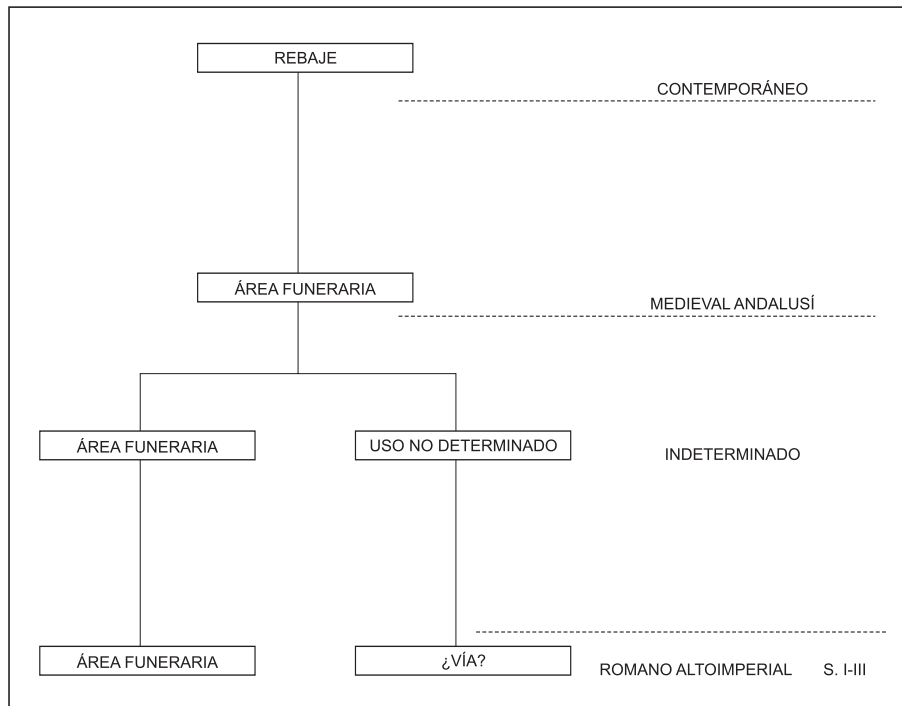 REBAJE
CONTEMPORÁNEO
ÁREA FUNERARIA
MEDIEVAL ANDALUSÍ
ÁREA FUNERARIA
USO NO DETERMINADO
INDETERMINADO
ÁREA FUNERARIA
¿VÍA?
ROMANO ALTOIMPERIAL S. I-III